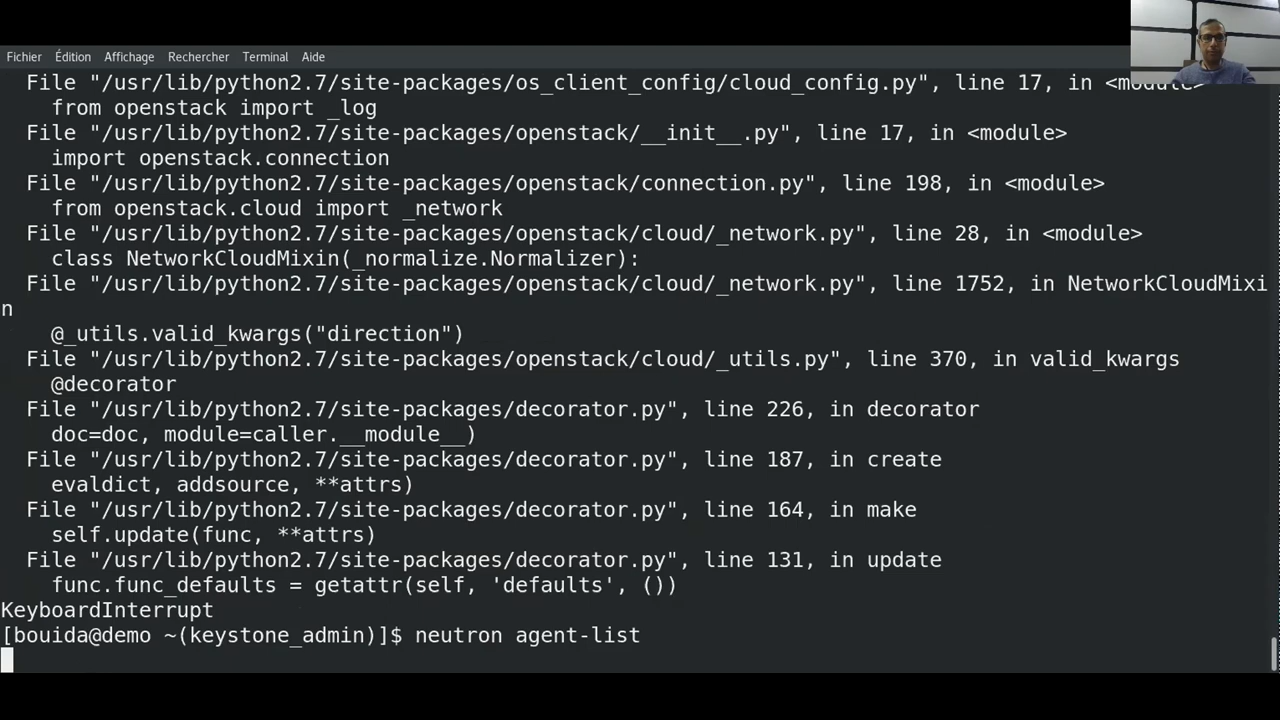 Fichier Édition Affichage Rechercher Terminal Aide
File "/usr/lib/python2.7/site-packages/os_client_config/cloud_config.py", line 17, in <module>
from openstack import _log
File "/usr/lib/python2.7/site-packages/openstack/__init__.py", line 17, in <module>
import openstack.connection
File "/usr/lib/python2.7/site-packages/openstack/connection.py", line 198, in <module>
from openstack.cloud import _network
File "/usr/lib/python2.7/site-packages/openstack/cloud/_network.py", line 28, in <module>
class NetworkCloudMixin(_normalize.Normalizer):
File "/usr/lib/python2.7/site-packages/openstack/cloud/_network.py", line 1752, in NetworkCloudMixi
n
@_utils.valid_kwargs("direction")
File "/usr/lib/python2.7/site-packages/openstack/cloud/_utils.py", line 370, in valid_kwargs
@decorator
File "/usr/lib/python2.7/site-packages/decorator.py", line 226, in decorator
doc=doc, module=caller.__module__)
File "/usr/lib/python2.7/site-packages/decorator.py", line 187, in create
evaldict, addsource, **attrs)
File "/usr/lib/python2.7/site-packages/decorator.py", line 164, in make
self.update(func, **attrs)
File "/usr/lib/python2.7/site-packages/decorator.py", line 131, in update
func.func_defaults = getattr(self, 'defaults', ())
KeyboardInterrupt
[bouida@demo ~(keystone_admin)]$ neutron agent-list